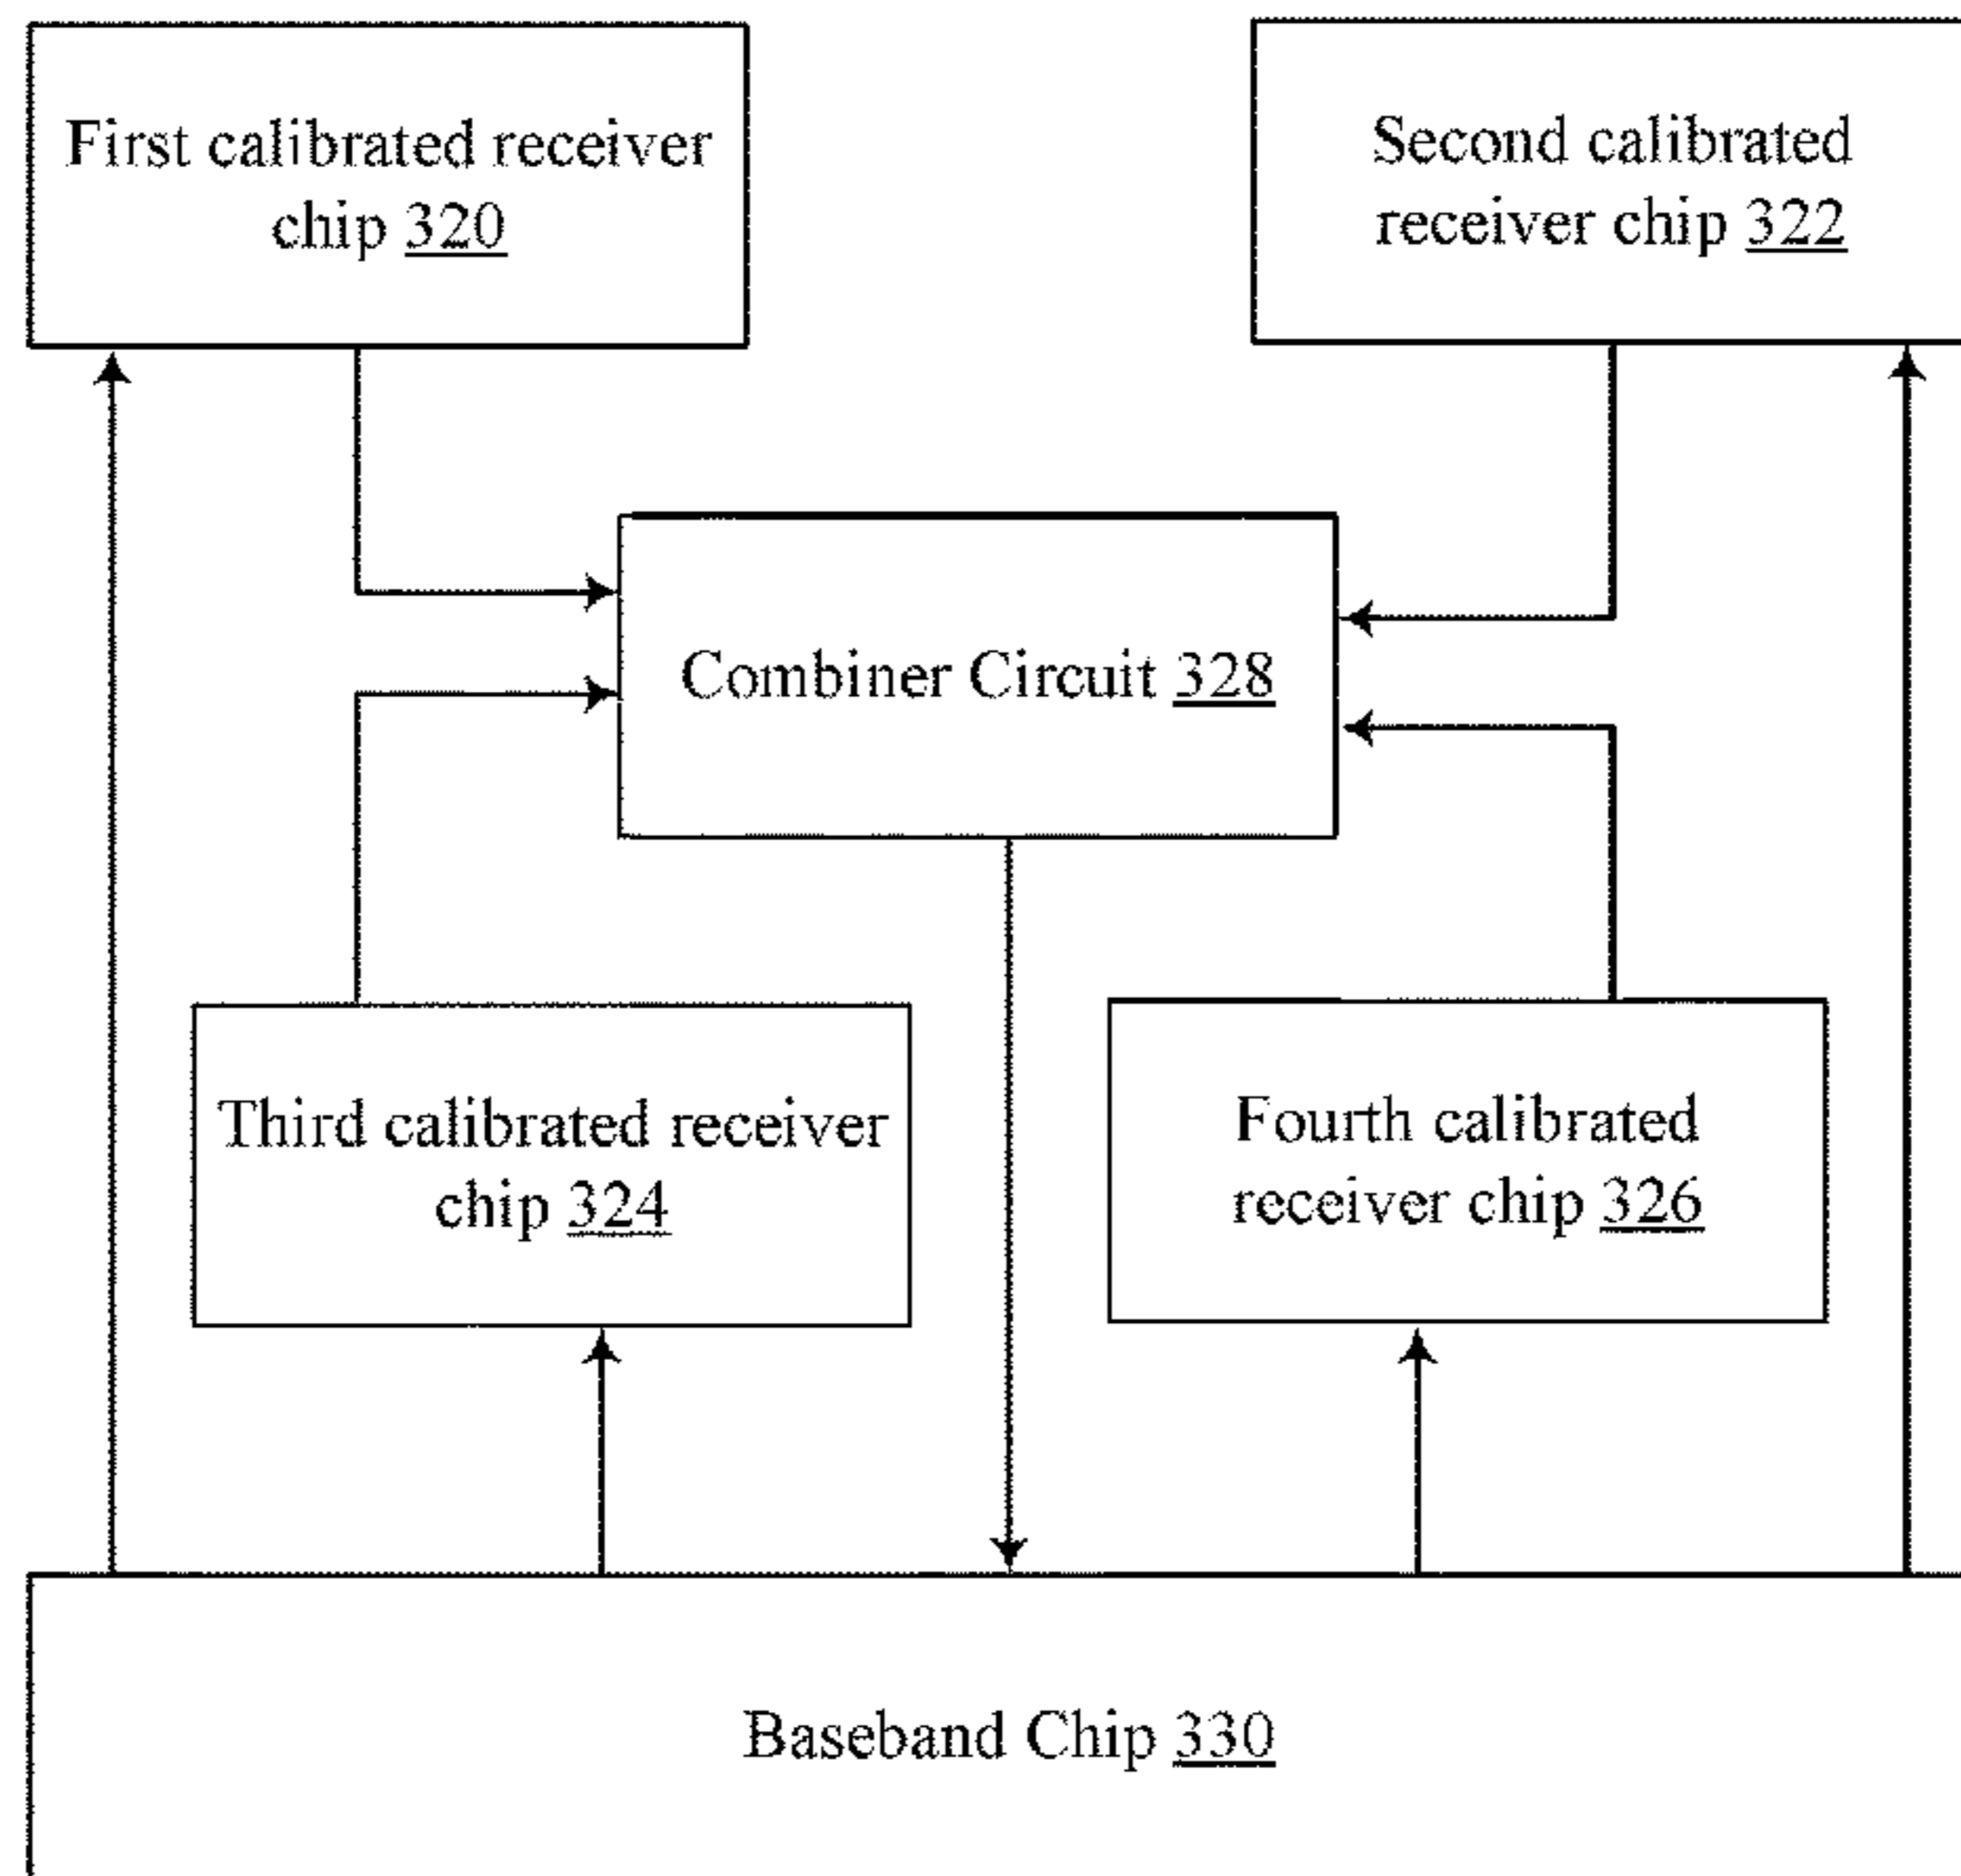 First calibrated receiver
chip 320
Second calibrated
receiver chip 322
Combiner Circuit 328
Third calibrated receiver
chip 324
Fourth calibrated
receiver chip 326
Baseband Chip 330